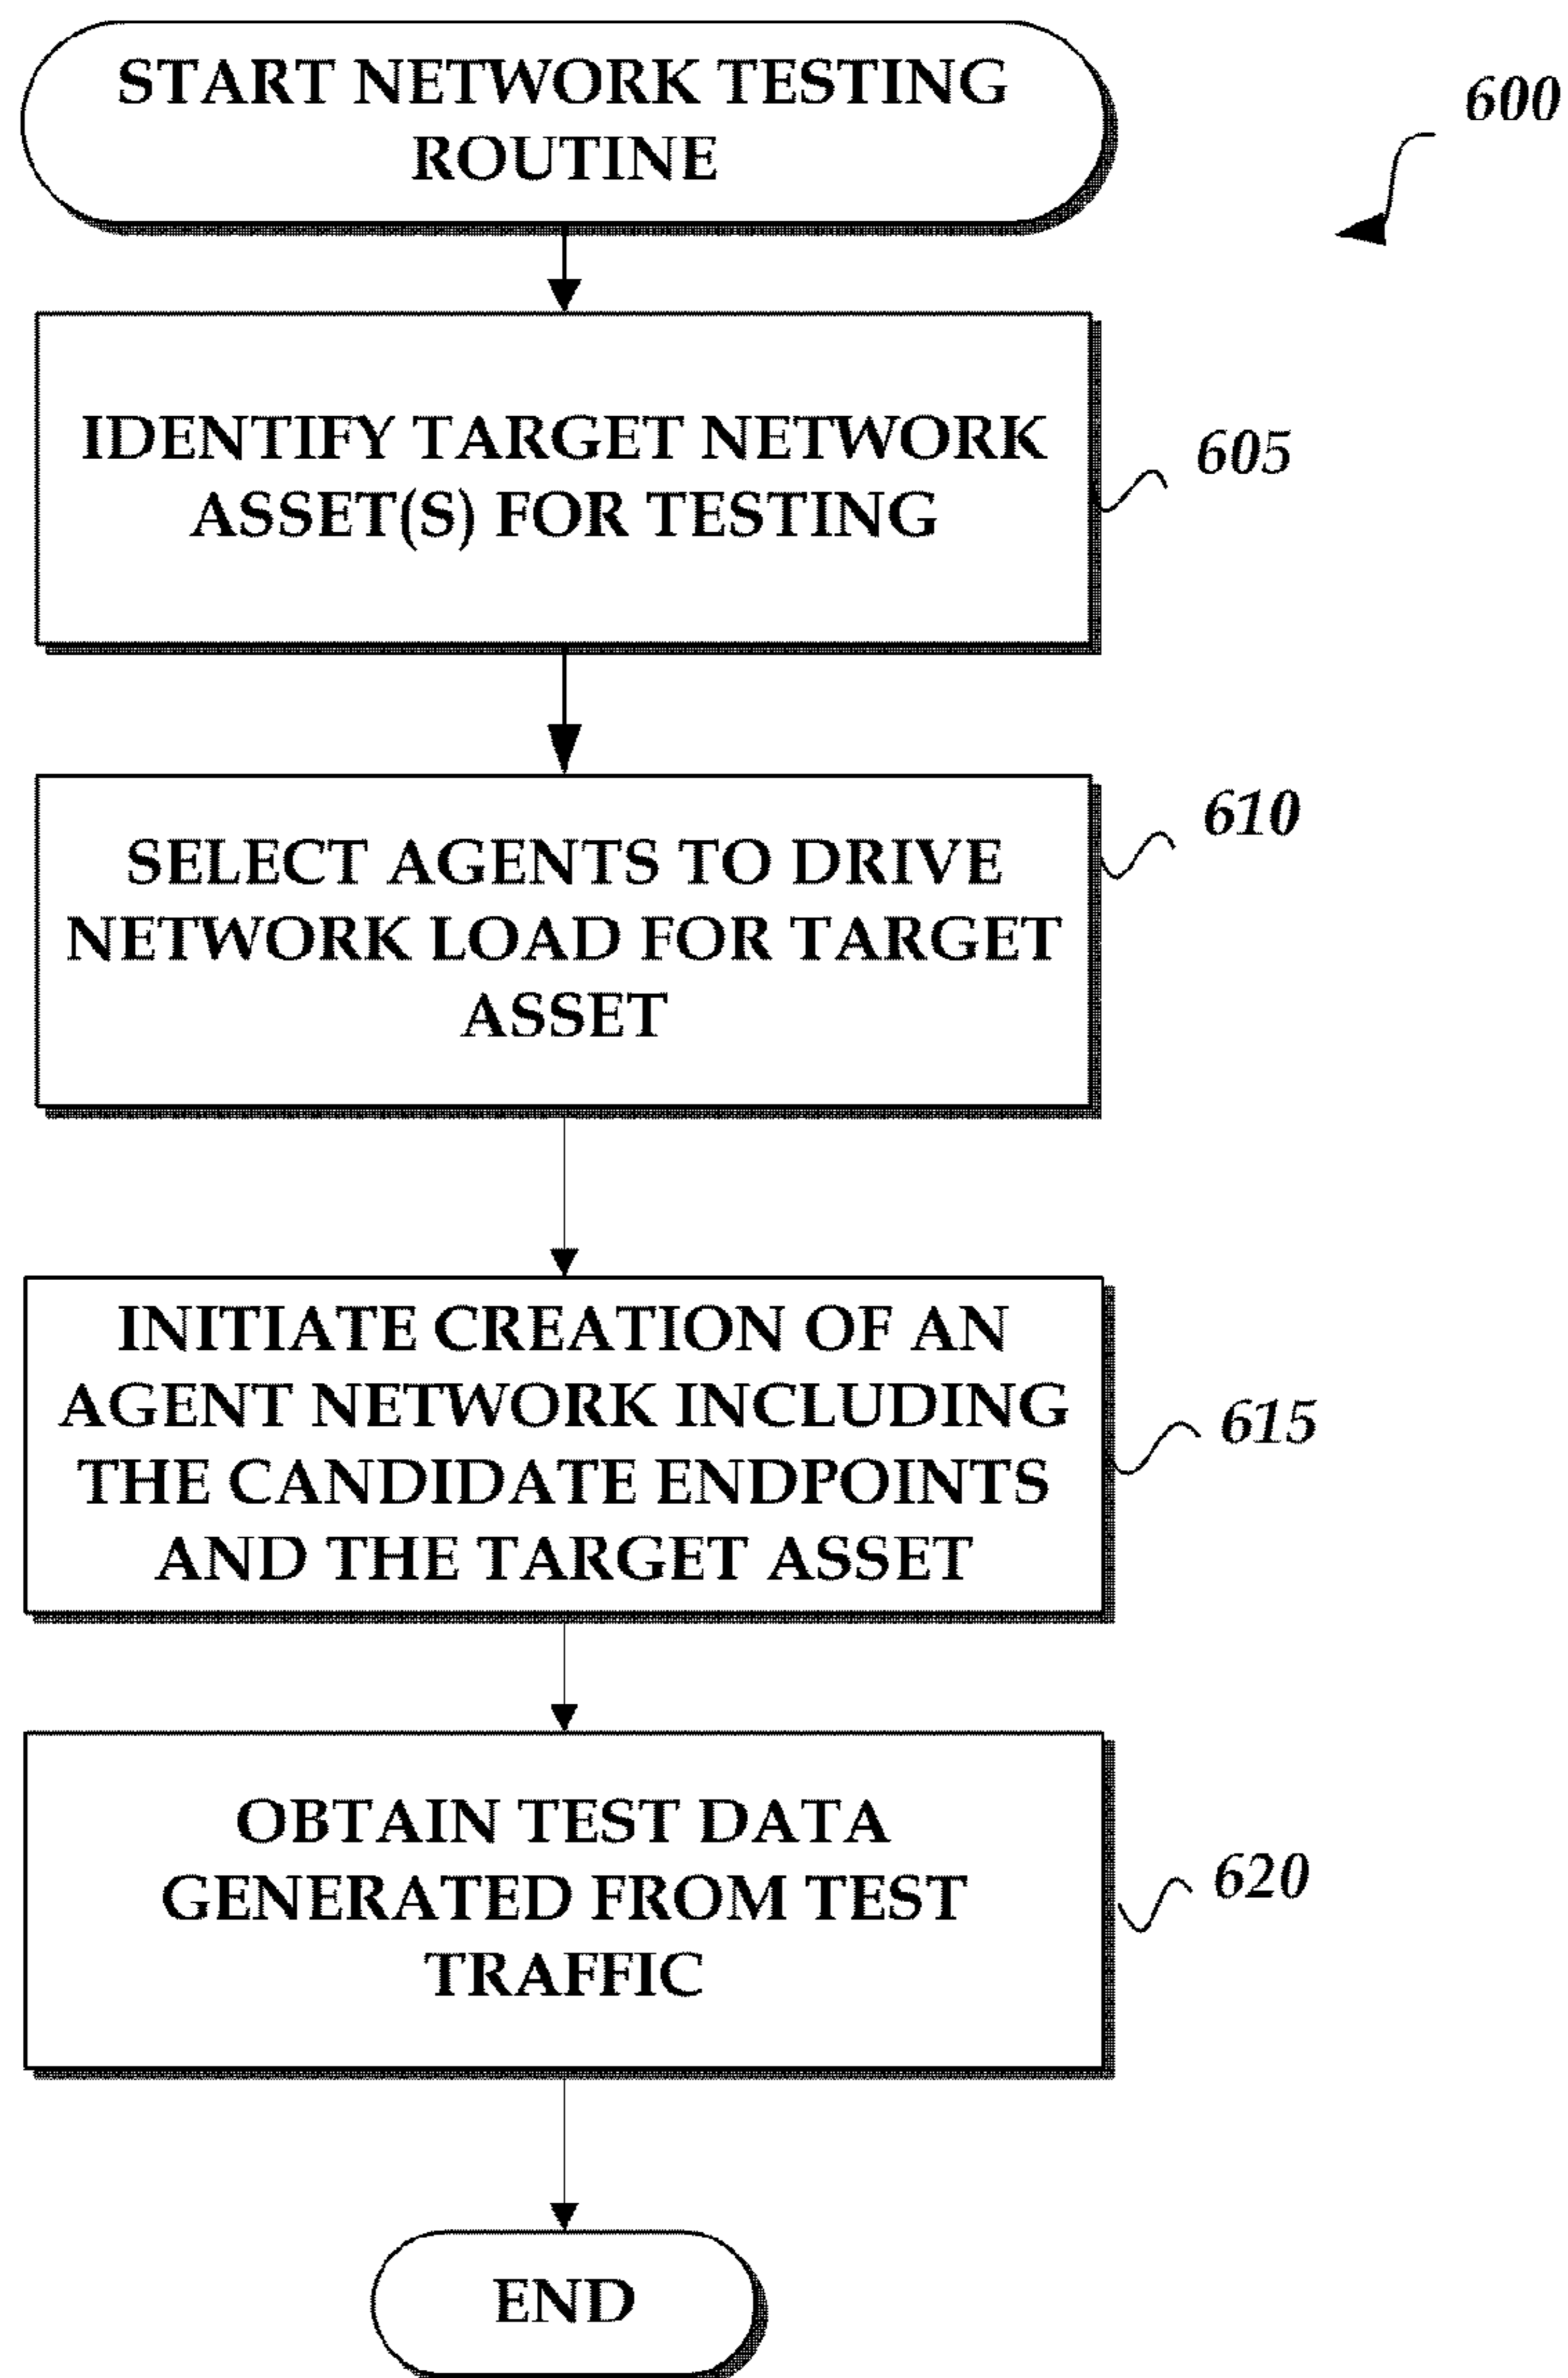 START NETWORK TESTING
ROUTINE
600
IDENTIFY TARGET NETWORK
ASSET(S) FOR TESTING
605
SELECT AGENTS TO DRIVE
NETWORK LOAD FOR TARGET
ASSET
610
INITIATE CREATION OF AN
AGENT NETWORK INCLUDING
THE CANDIDATE ENDPOINTS
AND THE TARGET ASSET
615
OBTAIN TEST DATA
GENERATED FROM TEST
TRAFFIC
620
END